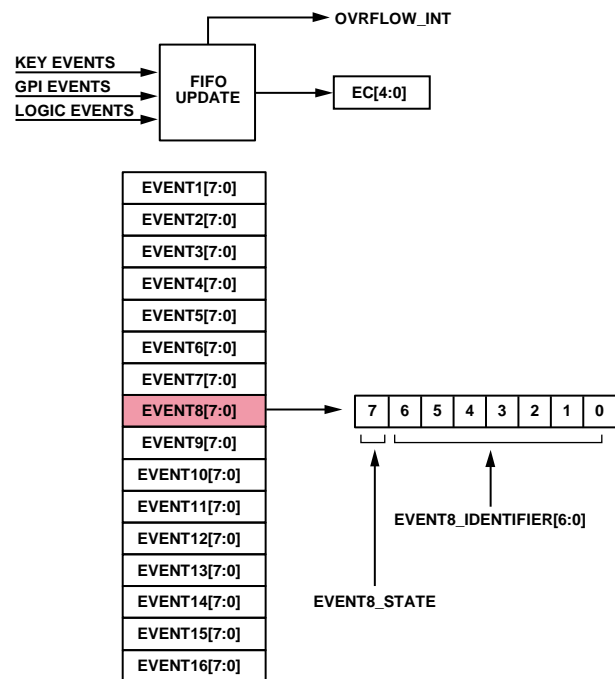 OVRFLOW_INT
KEY EVENTS
GPI EVENTS
LOGIC EVENTS
FIFO
UPDATE
EC[4:0]
EVENT1[7:0]
EVENT2[7:0]
EVENT3[7:0]
EVENT4[7:0]
EVENT5[7:0]
EVENT6[7:0]
EVENT7[7:0]
EVENT8[7:0]
7 6 5 4 3 2 1 0
EVENT9[7:0]
EVENT10[7:0]
EVENT11[7:0]
EVENT12[7:0]
EVENT13[7:0]
EVENT14[7:0]
EVENT15[7:0]
EVENT16[7:0]
EVENT8_IDENTIFIER[6:0]
EVENT8_STATE